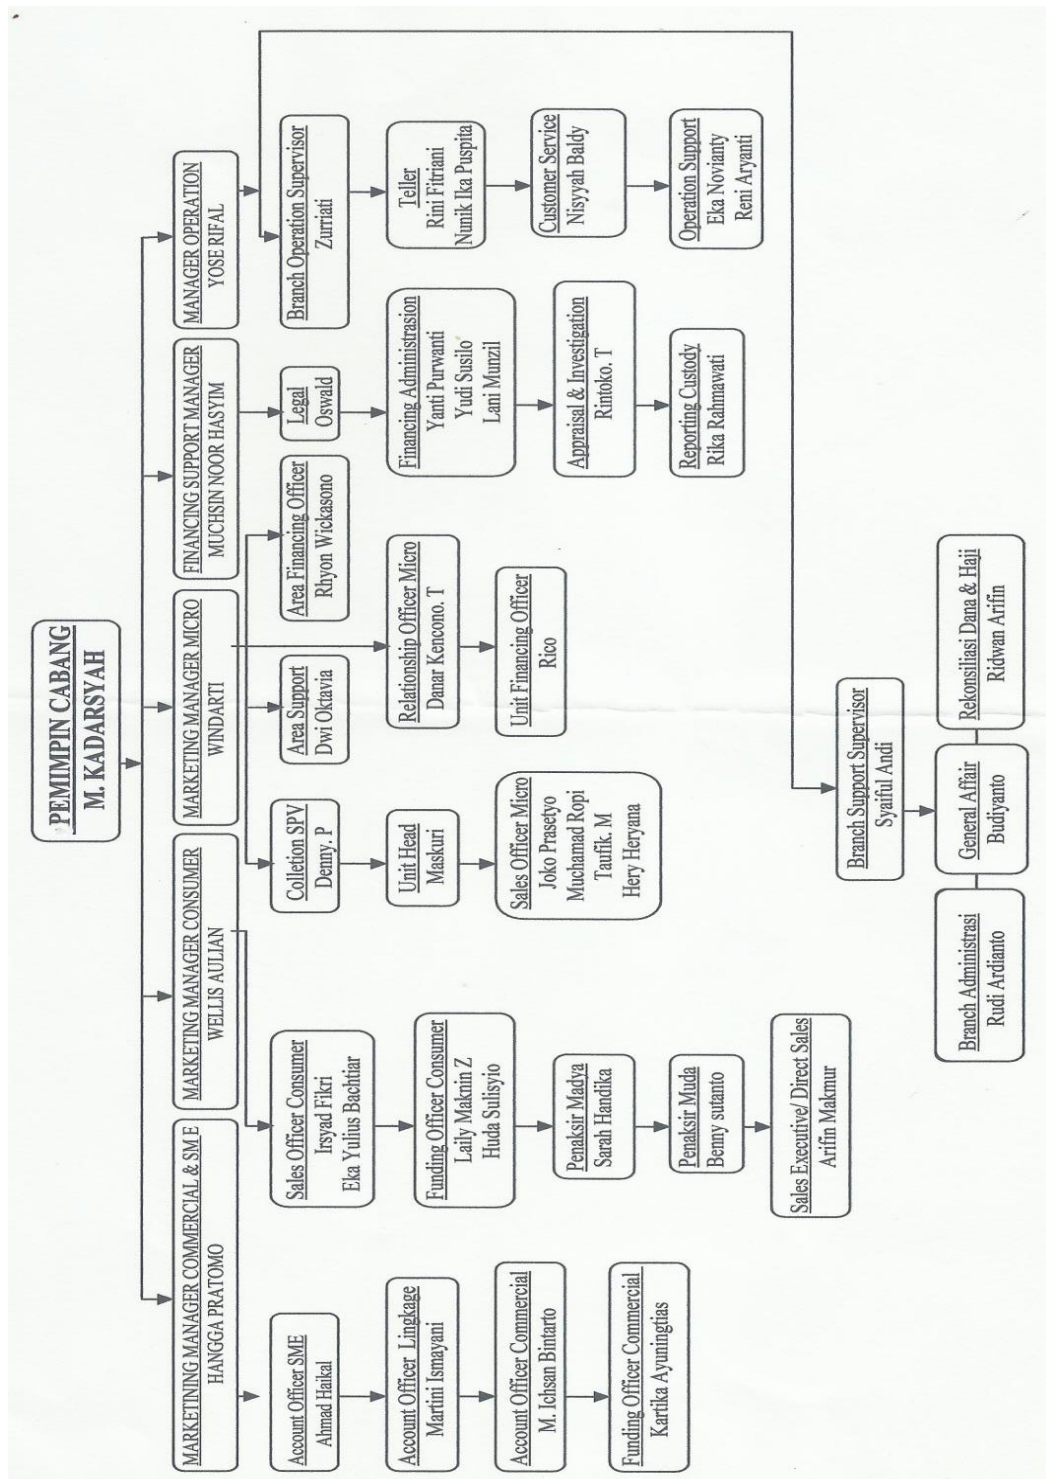 PEMIMPIN CABANG
M. KADARSYAH
MARKETINING MANAGER COMMERCIAL & SME
HANGGA PRATOMO
MARKETING MANAGER CONSUMER
WELLIS AULIAN
MARKETING MANAGER MICRO
WINDARTI
FINANCING SUPPORT MANAGER
MUCHSIN NOOR HASYIM
MANAGER OPERATION
YOSE RIFAL
Account Officer SME
Ahmad Haikal
Account Officer Lingkage
Martini Ismayani
Account Officer Commercial
M. Ichsan Bintarto
Funding Officer Commercial
Kartika Ayuningtias
Sales Officer Consumer
Irsyad Fikri
Eka Yulius Bachtiar
Funding Officer Consumer
Laily Maknin Z
Huda Sulisyio
Penaksir Madya
Sarah Handika
Penaksir Muda
Benny sutanto
Sales Executive/ Direct Sales
Arifin Makmur
Colletion SPV
Denny. P
Unit Head
Maskuri
Sales Officer Micro
Joko Prasetyo
Muchamad Ropi
Taufik. M
Hery Heryana
Area Support
Dwi Oktavia
Area Financing Officer
Rhyon Wickasono
Relationship Officer Micro
Danar Kencono. T
Unit Financing Officer
Rico
Legal
Oswald
Financing Administrasion
Yanti Purwanti
Yudi Susilo
Lani Munzil
Appraisal & Investigation
Rintoko. T
Reporting Custody
Rika Rahmawati
Branch Operation Supervisor
Zurriati
Teller
Rini Fitriani
Nunik Ika Puspita
Customer Service
Nisyyah Baldy
Operation Support
Eka Novianty
Reni Aryanti
Branch Support Supervisor
Syaiful Andi
Branch Administrasi
Rudi Ardianto
General Affair
Budiyanto
Rekonsiliasi Dana & Haji
Ridwan Arifin